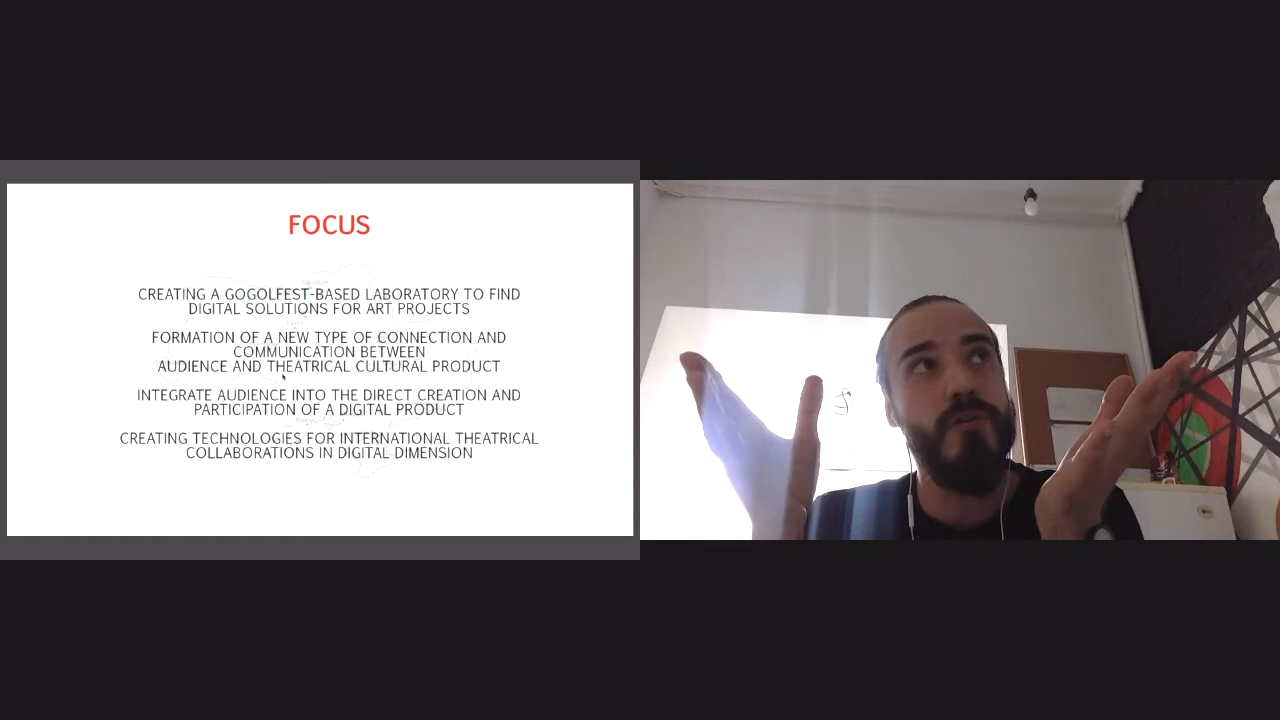 FOCUS
CREATING A GOGOLFEST-BASED LABORATORY TO FIND
DIGITAL SOLUTIONS FOR ART PROJECTS
FORMATION OF A NEW TYPE OF CONNECTION AND
COMMUNICATION BETWEEN
AUDIENCE AND THEATRICAL CULTURAL PRODUCT
INTEGRATE AUDIENCE INTO THE DIRECT CREATION AND
PARTICIPATION OF A DIGITAL PRODUCT
CREATING TECHNOLOGIES FOR INTERNATIONAL THEATRICAL
COLLABORATIONS IN DIGITAL DIMENSION